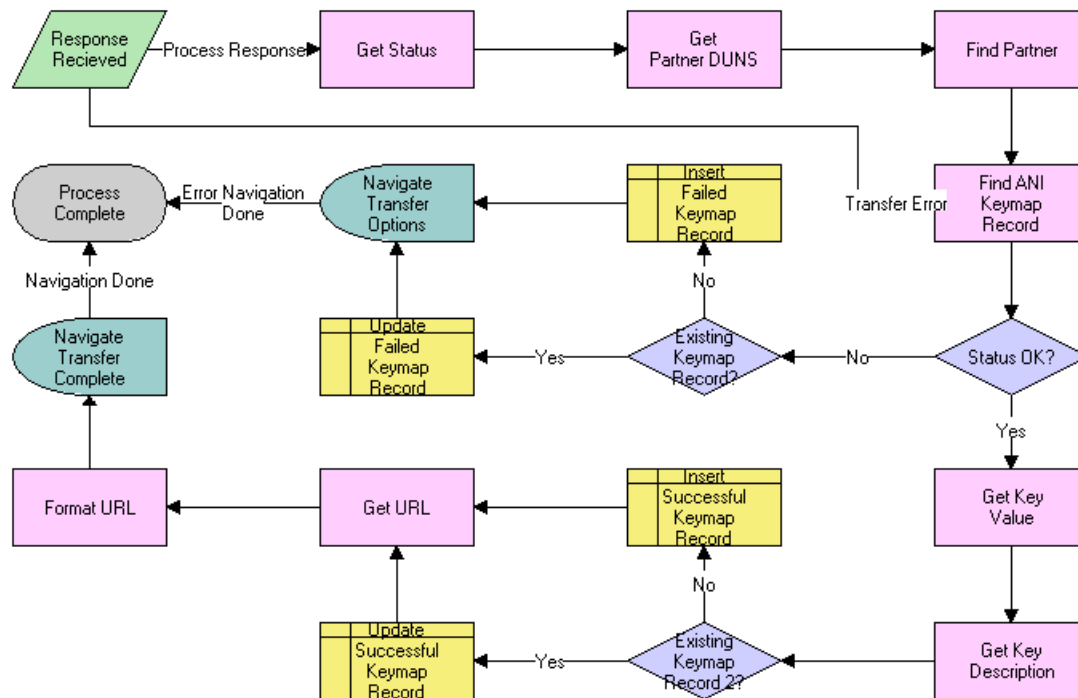 Response
Recieved
Process Response
Get Status
Get
Partner DUNS
Find Partner
Process
Complete
Error Navigation
Done
Navigate
Transfer
Options
Insert
Failed
Keymap
Record
Transfer Error
Find ANI
Keymap
Record
Navigation Done
No
Navigate
Transfer
Complete
Update
Failed
Keymap
Record
Yes
Existing
Keymap
Record?
No
Status OK?
Yes
Format URL
Get URL
Insert
Successful
Keymap
Record
Get Key
Value
No
Update
Successful
Keymap
Record
Yes
Existing
Keymap
Record 2?
Get Key
Description